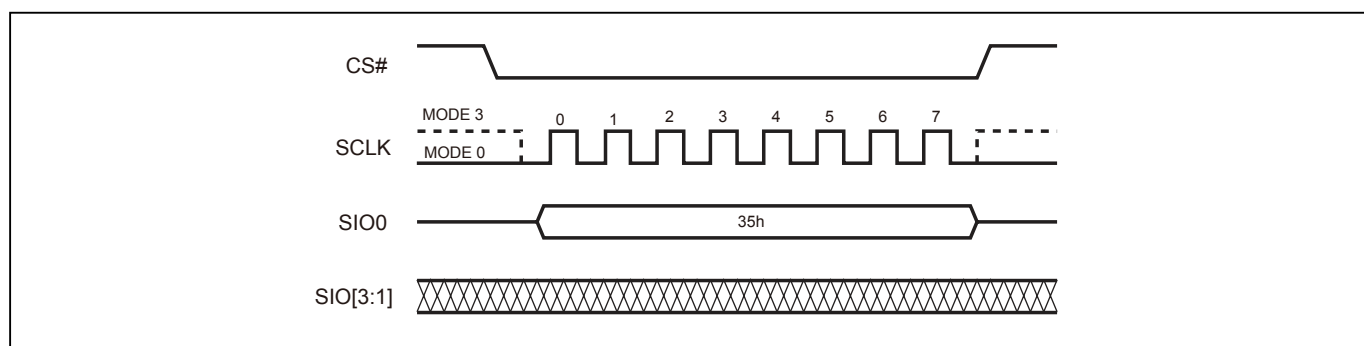 CS#
MODE 3
0 1 2 3 4 5 6 7
SCLK
MODE 0
SIO0
35h
SIO[3:1]